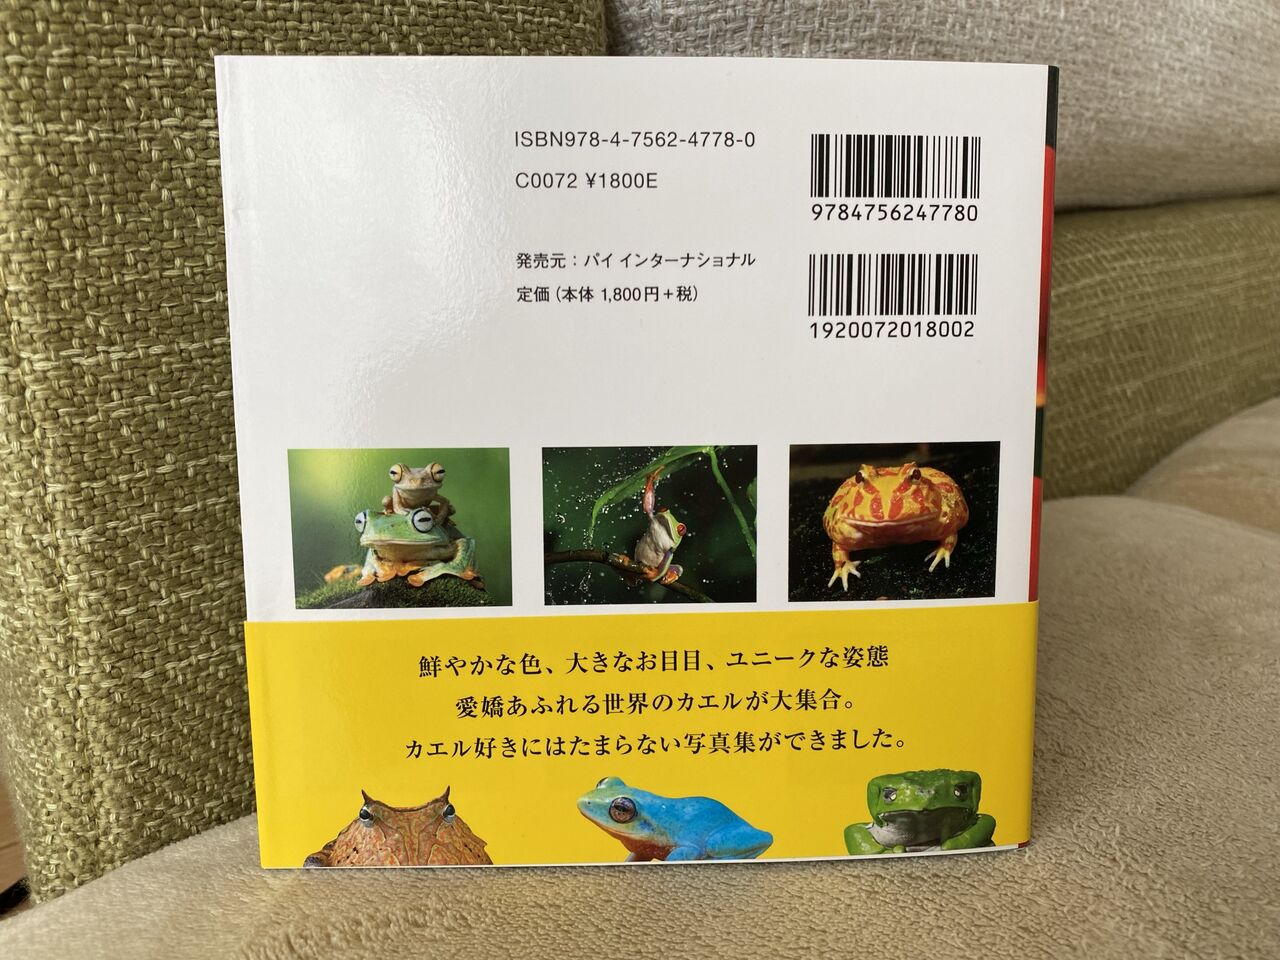 ISBN978-4-7562-4778-0
C0072 ¥1800E
9784756247780
発売元：パイ インターナショナル
定価（本体 1,800円＋税）
1920072018002
鮮やかな色、大きなお目目、ユニークな姿態
愛嬌あふれる世界のカエルが大集合。
カエル好きにはたまらない写真集ができました。